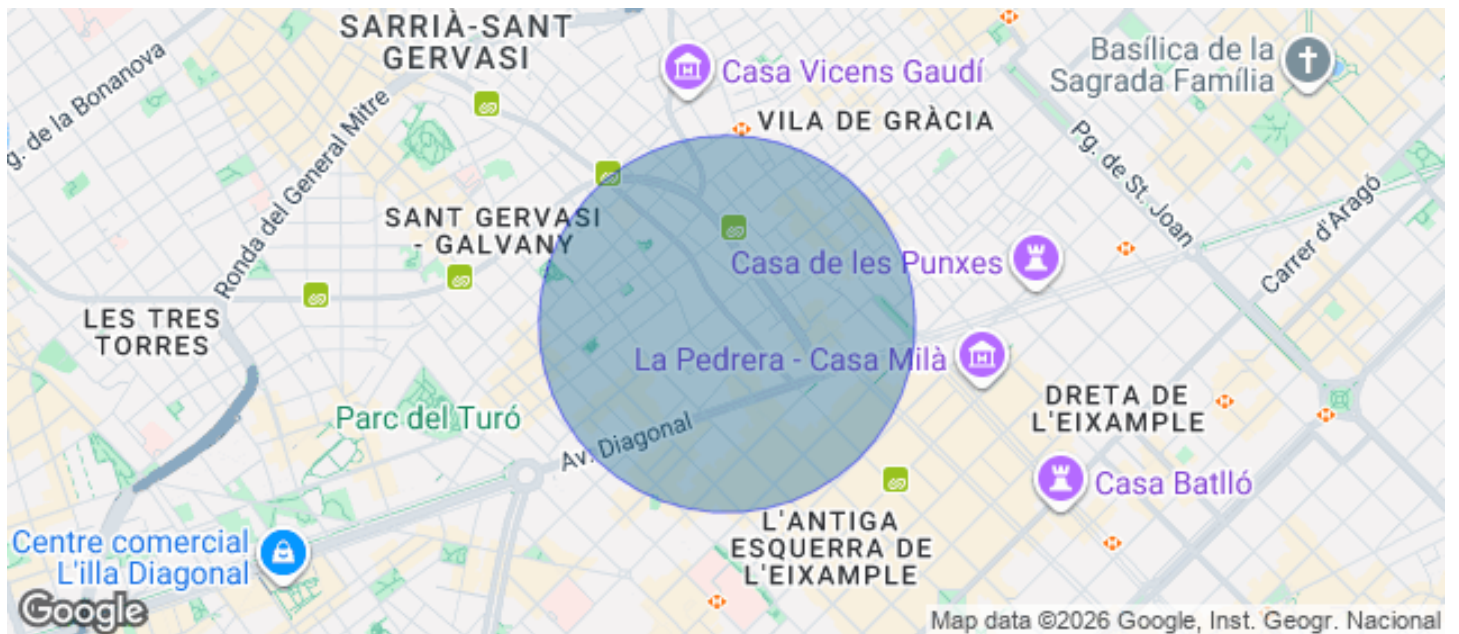 SARRIÀ-SANT
GERVASI
Casa Vicens Gaudí
Basílica de la
Sagrada Família
g. de la Bonanova
VILA DE GRÀCIA
Ronda del General Mitre
Pg. de St. Joan
SANT GERVASI
- GALVANY
Carrer d'Aragó
Casa de les Punxes
LES TRES
TORRES
La Pedrera - Casa Milà
Parc del Turó
DRETA DE
L'EIXAMPLE
Av. Diagonal
Casa Batlló
L'ANTIGA
ESQUERRA DE
L'EIXAMPLE
Centre comercial
L'illa Diagonal
Google
Map data ©2026 Google, Inst. Geogr. Nacional